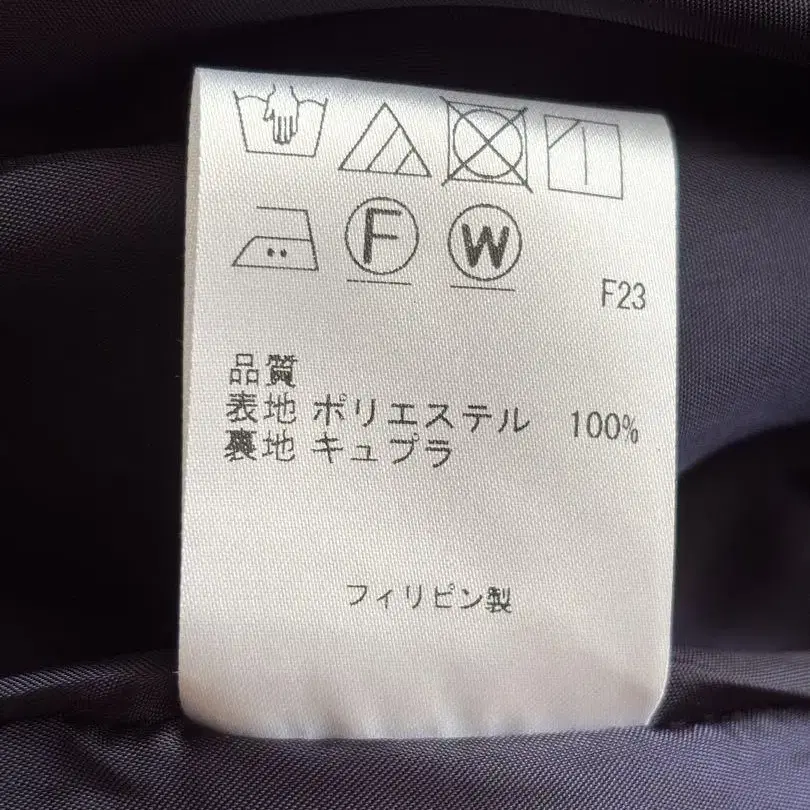 F W
F23
品質
表地 ポリエステル 100%
裏地 キュプラ
フィリピン製